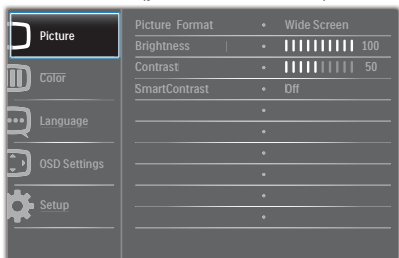 Picture
Color
Language
OSD Settings
Setup
Picture Format • Wide Screen
Brightness • 100
Contrast • 50
SmartContrast • Off
•
•
•
•
•
•